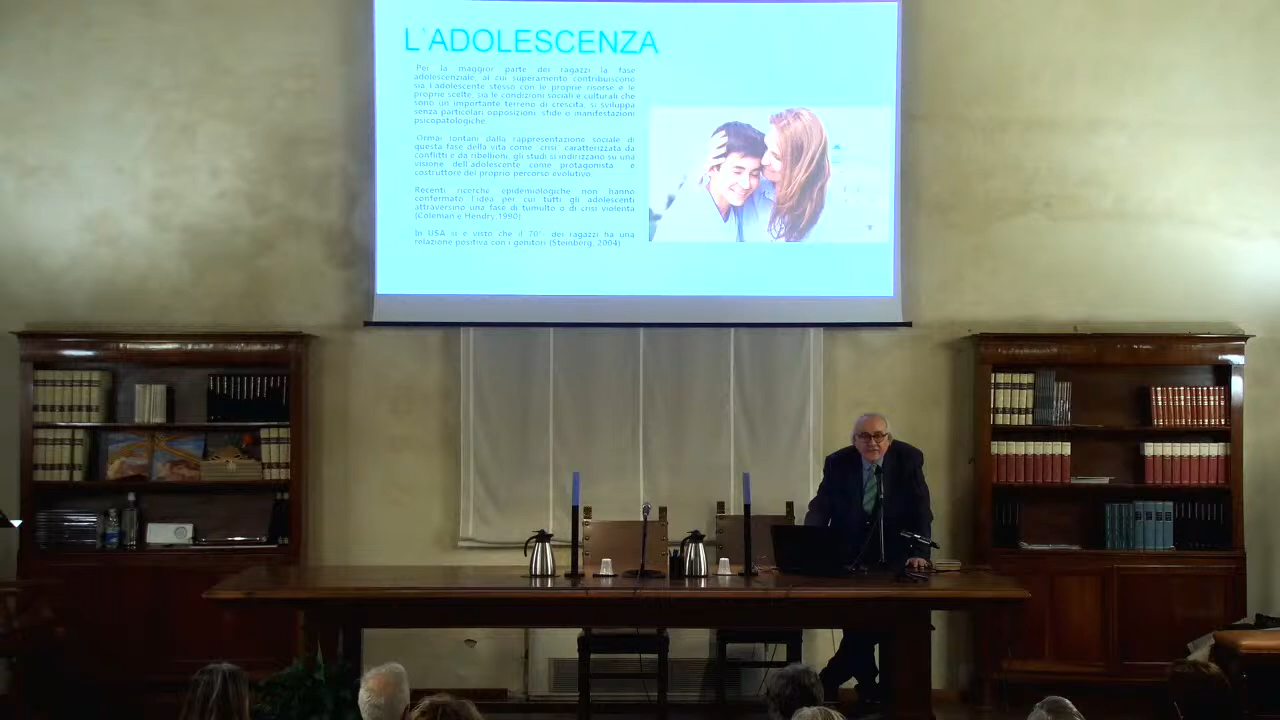 L'ADOLESCENZA
Per la maggior parte dei ragazzi la fase
adolescenziale, al cui superamento contribuiscono
sia l'adolescente stesso con le proprie risorse e le
proprie scelte, sia le condizioni sociali e culturali che
sono un importante terreno di crescita, si sviluppa
senza particolari opposizioni, sfide o manifestazioni
psicopatologiche.
Ormai lontani dalla rappresentazione sociale di
questa fase della vita come crisi caratterizzata da
conflitti e da ribellioni, gli studi si indirizzano su una
visione dell'adolescente come protagonista e
costruttore del proprio percorso evolutivo.
Recenti ricerche epidemiologiche non hanno
confermato l'idea per cui tutti gli adolescenti
attraversino una fase di tumulto o di crisi violenta
(Coleman e Hendry, 1990)
In USA si è visto che il 70% dei ragazzi ha una
relazione positiva con i genitori (Steinberg, 2004)